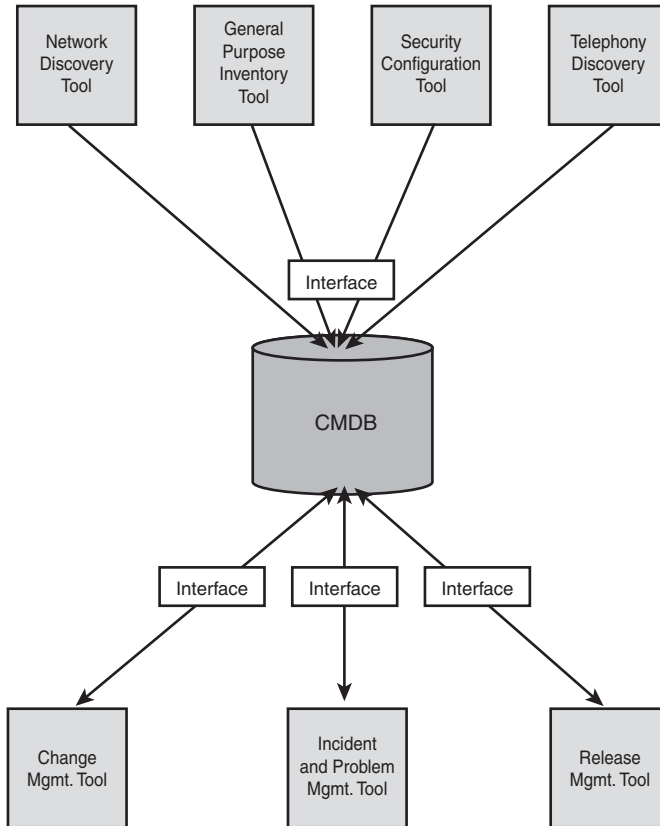 Network
Discovery
Tool
General
Purpose
Inventory
Tool
Security
Configuration
Tool
Telephony
Discovery
Tool
Interface
CMDB
Interface
Interface
Interface
Change
Mgmt. Tool
Incident
and Problem
Mgmt. Tool
Release
Mgmt. Tool